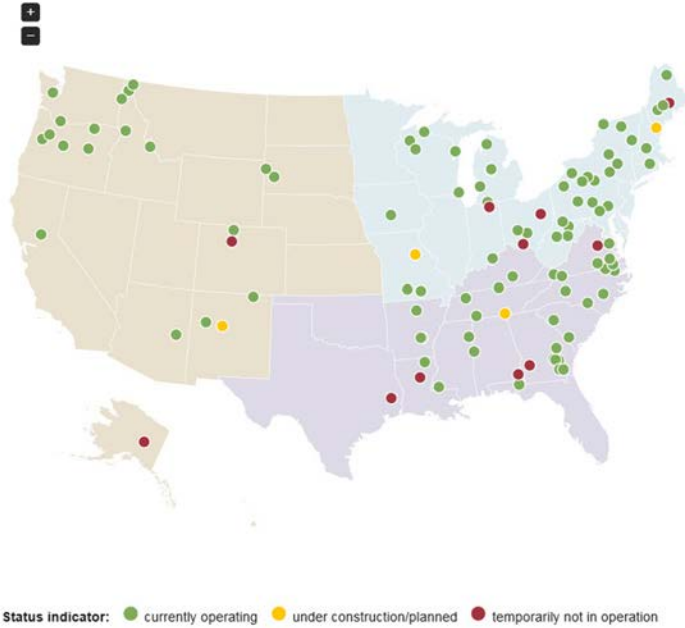 +
−
Status indicator: currently operating under construction/planned temporarily not in operation